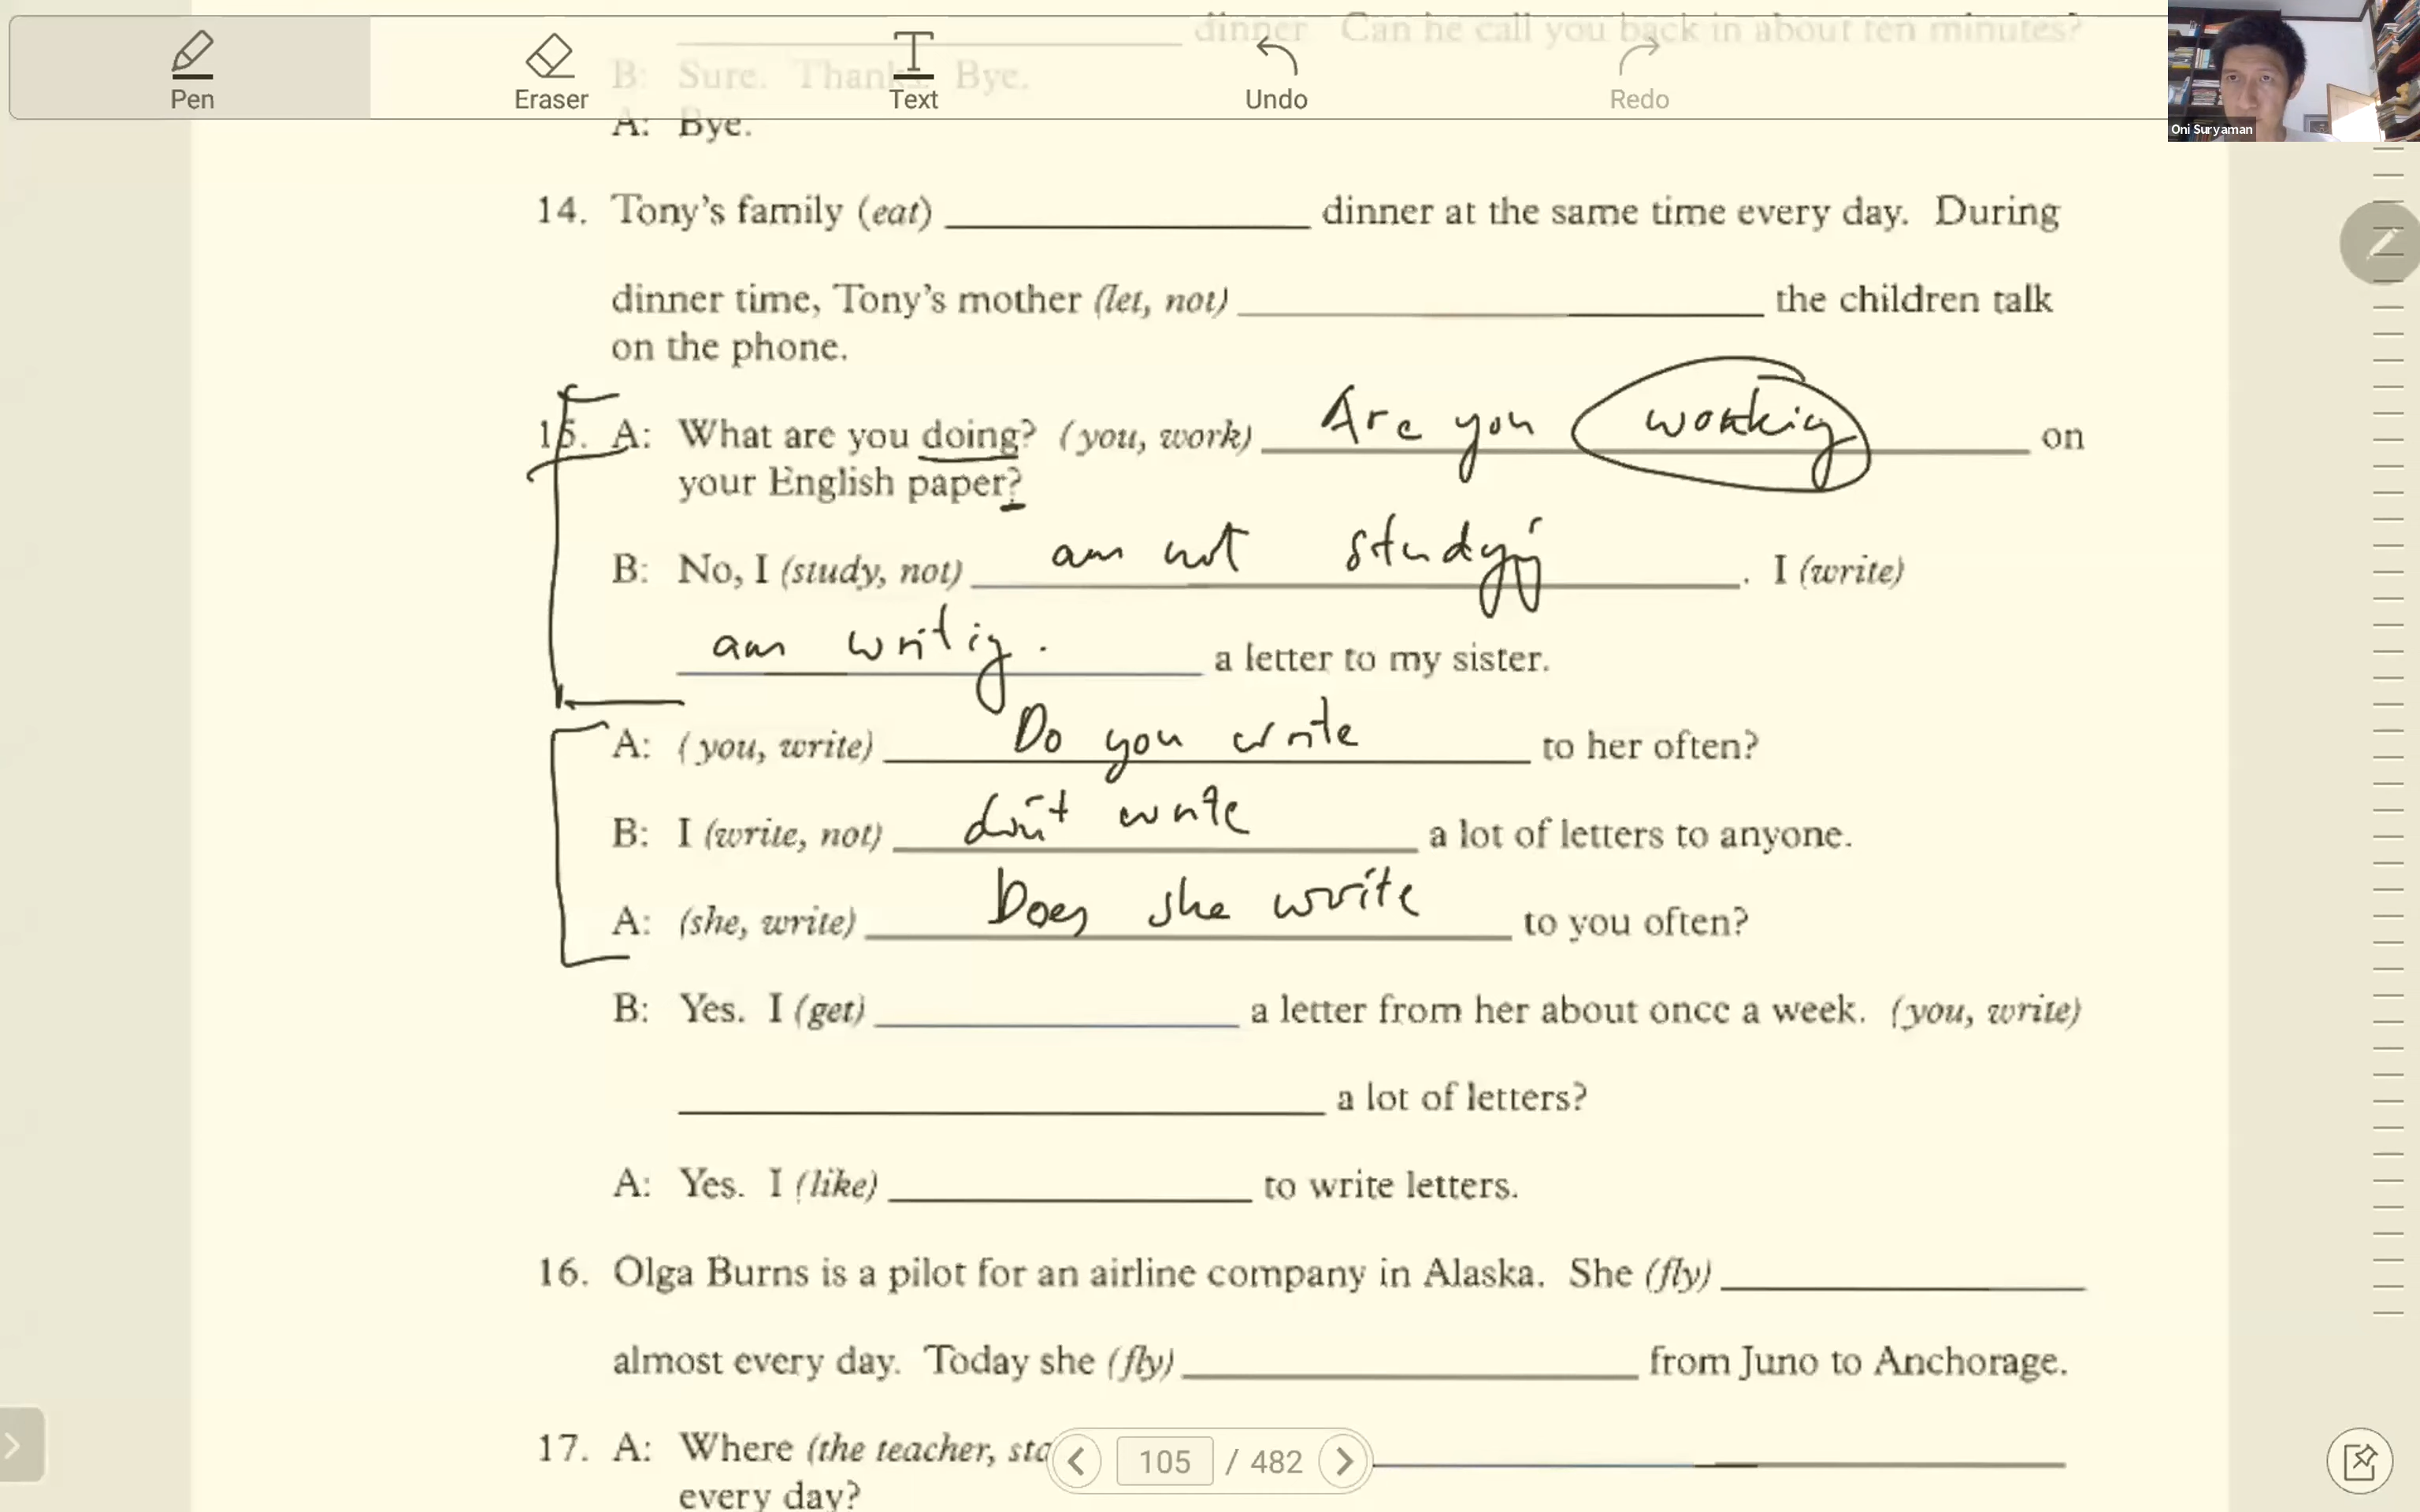 dinner. Can he call you back in about ten minutes?
Pen Eraser Text Undo Redo
B: Sure. Thanks. Bye.
Oni Suryaman
A: Bye.
14. Tony's family (eat) dinner at the same time every day. During
dinner time, Tony's mother (let, not) the children talk
on the phone.
15. A: What are you doing? (you, work) Are you working on
your English paper?
B: No, I (study, not) am not studying. I (write)
am writing. a letter to my sister.
A: (you, write) Do you write to her often?
B: I (write, not) don't write a lot of letters to anyone.
A: (she, write) Does she write to you often?
B: Yes. I (get) a letter from her about once a week. (you, write)
a lot of letters?
A: Yes. I (like) to write letters.
16. Olga Burns is a pilot for an airline company in Alaska. She (fly)
almost every day. Today she (fly) from Juno to Anchorage.
17. A: Where (the teacher, sta
105 / 482
every day?